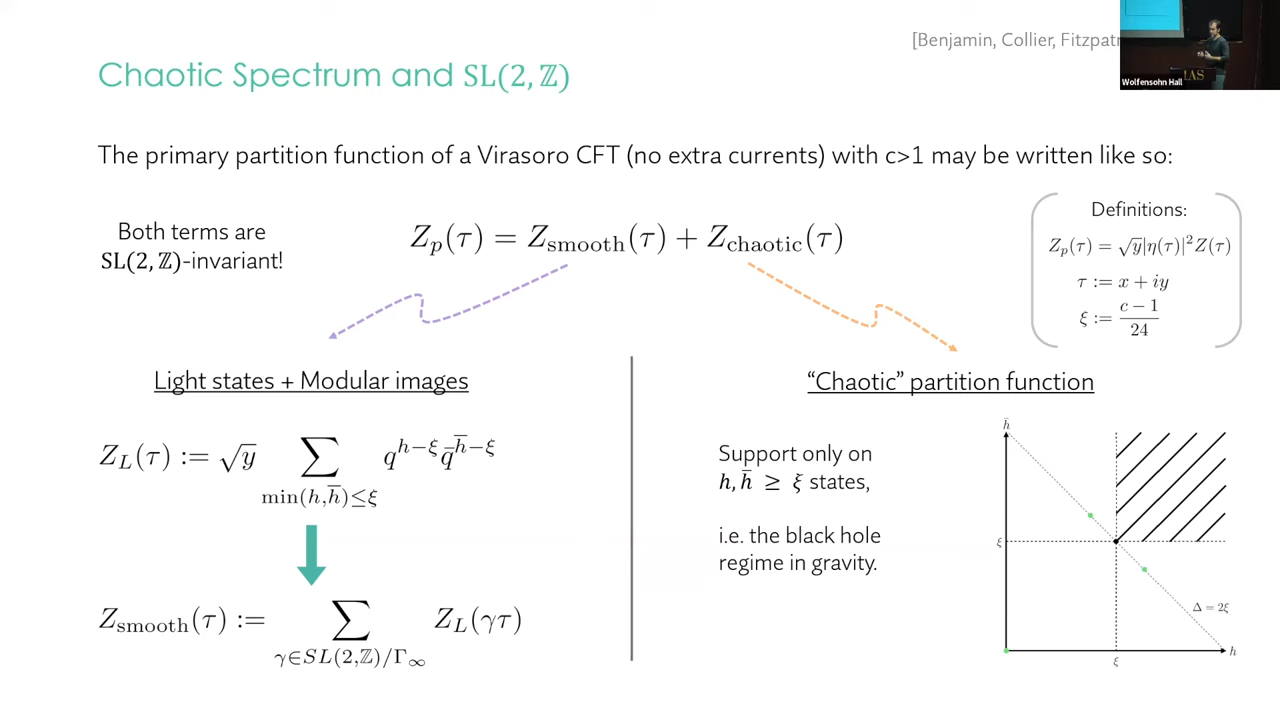 [Benjamin, Collier, Fitzpatr
Wolfensohn Hall
IAS
Chaotic Spectrum and SL(2, ℤ)
The primary partition function of a Virasoro CFT (no extra currents) with c>1 may be written like so:
Both terms are
SL(2, ℤ)-invariant!
Z_p(τ) = Z_smooth(τ) + Z_chaotic(τ)
Definitions:
Z_p(τ) = √y|η(τ)|²Z(τ)
τ := x + iy
ξ := (c − 1)/24
Light states + Modular images
Z_L(τ) := √y ∑_{min(h,h̄)≤ξ} q^{h−ξ} q̄^{h̄−ξ}
Z_smooth(τ) := ∑_{γ∈SL(2,ℤ)/Γ_∞} Z_L(γτ)
“Chaotic” partition function
Support only on
h, h̄ ≥ ξ states,
i.e. the black hole
regime in gravity.
h̄
ξ
Δ = 2ξ
h
ξ